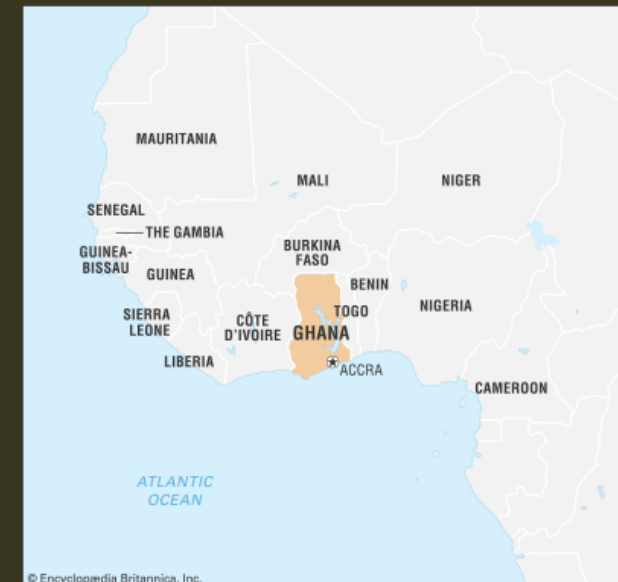 MAURITANIA
MALI
NIGER
SENEGAL
THE GAMBIA
GUINEA-
BISSAU
GUINEA
BURKINA
FASO
BENIN
NIGERIA
TOGO
SIERRA
LEONE
CÔTE
D'IVOIRE
GHANA
LIBERIA
ACCRA
CAMEROON
ATLANTIC
OCEAN
© Encyclopædia Britannica, Inc.